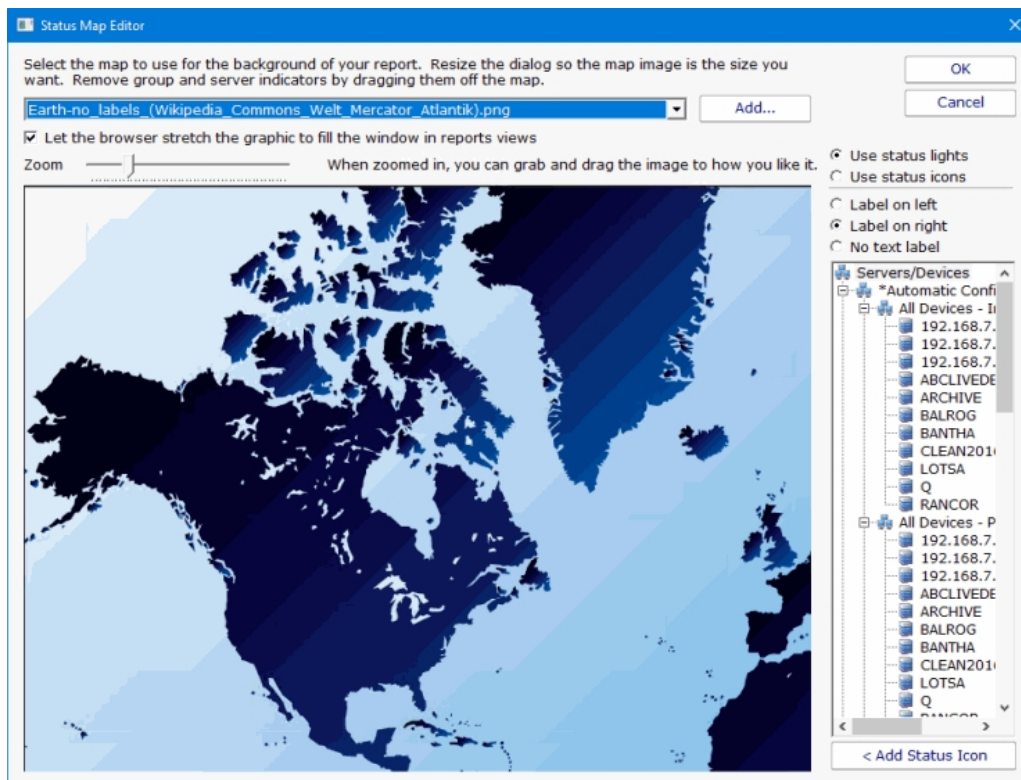 Status Map Editor
Select the map to use for the background of your report. Resize the dialog so the map image is the size you
want. Remove group and server indicators by dragging them off the map.
OK
Cancel
Earth-no_labels_(Wikipedia_Commons_Welt_Mercator_Atlantik).png
Add...
Let the browser stretch the graphic to fill the window in reports views
Zoom
When zoomed in, you can grab and drag the image to how you like it.
Use status lights
Use status icons
Label on left
Label on right
No text label
Servers/Devices
*Automatic Confi
All Devices - I
192.168.7.
192.168.7.
192.168.7.
ABCLIVEDE
ARCHIVE
BALROG
BANTHA
CLEAN201
LOTSA
Q
RANCOR
All Devices - P
192.168.7.
192.168.7.
192.168.7.
ABCLIVEDE
ARCHIVE
BALROG
BANTHA
CLEAN201
LOTSA
Q
RANCOR
< Add Status Icon